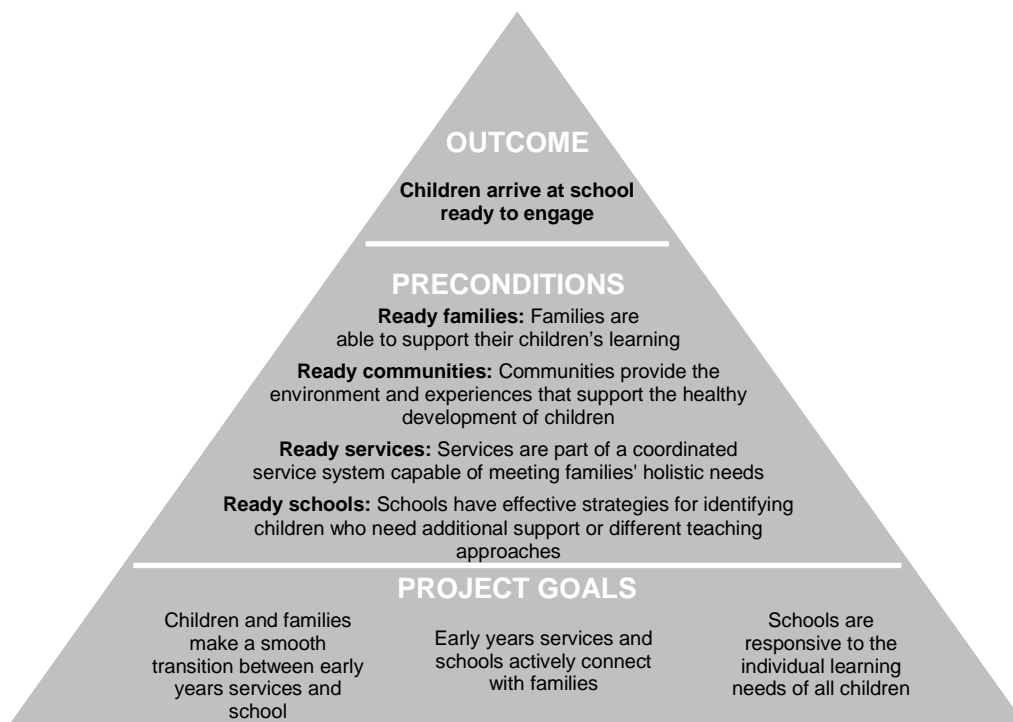 OUTCOME
Children arrive at school
ready to engage
PRECONDITIONS
Ready families: Families are
able to support their children’s learning
Ready communities: Communities provide the
environment and experiences that support the healthy
development of children
Ready services: Services are part of a coordinated
service system capable of meeting families' holistic needs
Ready schools: Schools have effective strategies for identifying
children who need additional support or different teaching
approaches
PROJECT GOALS
Children and families
make a smooth
transition between early
years services and
school
Early years services and
schools actively connect
with families
Schools are
responsive to the
individual learning
needs of all children